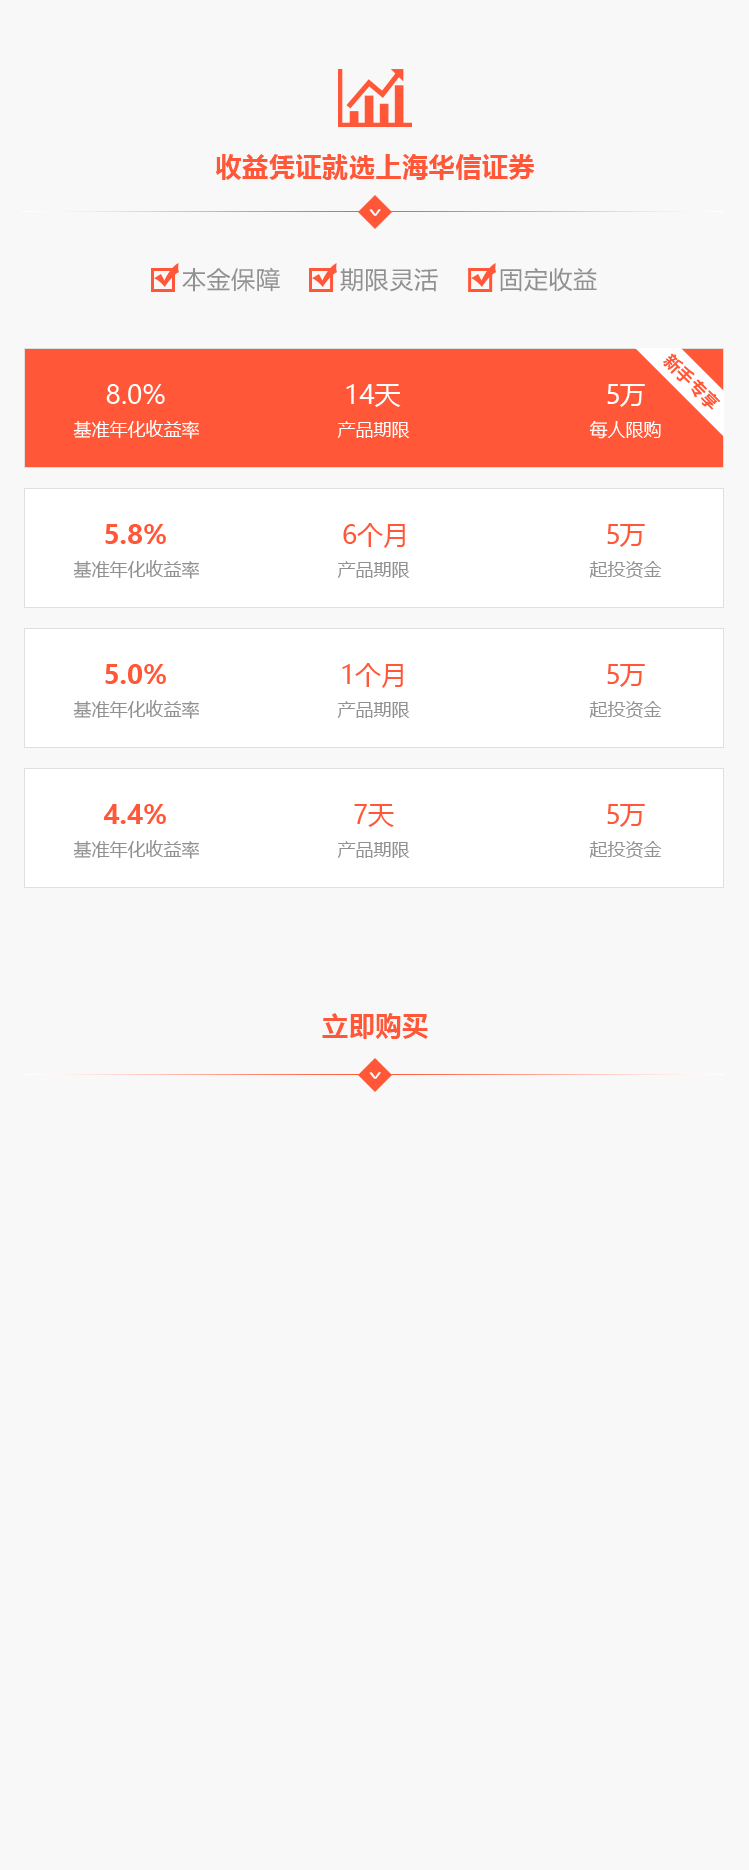 收益凭证就选上海华信证券
本金保障 期限灵活 固定收益
新手专享
8.0% 14天 5万
基准年化收益率 产品期限 每人限购
5.8% 6个月 5万
基准年化收益率 产品期限 起投资金
5.0% 1个月 5万
基准年化收益率 产品期限 起投资金
4.4% 7天 5万
基准年化收益率 产品期限 起投资金
立即购买